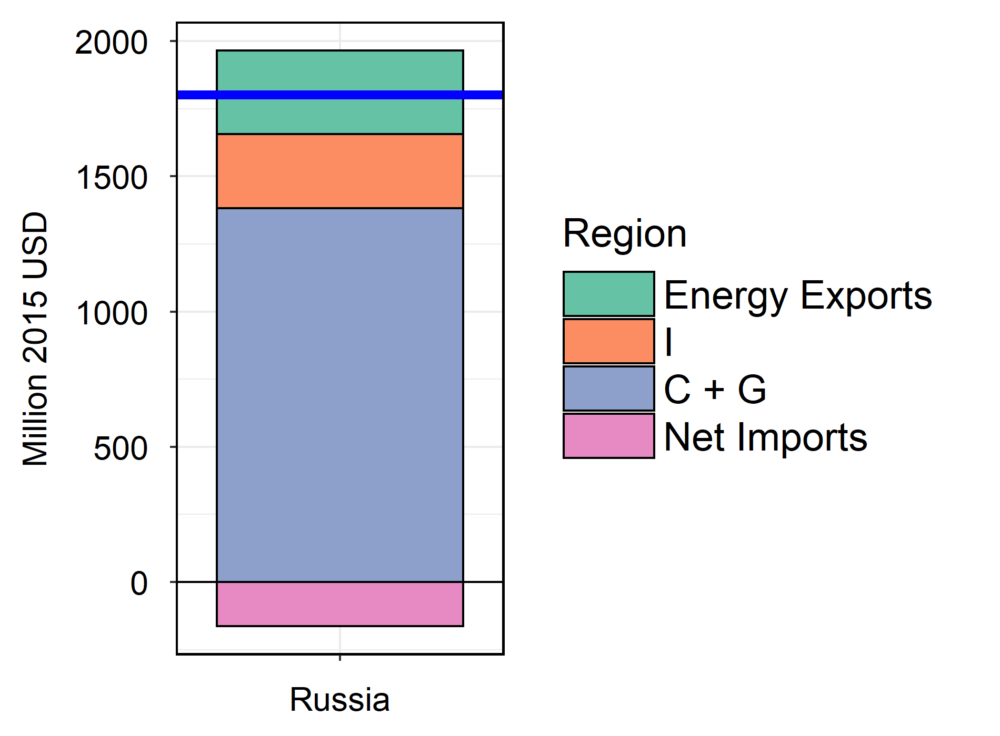 2000
1500
1000
500
0
Million 2015 USD
Russia
Region
Energy Exports
I
C + G
Net Imports